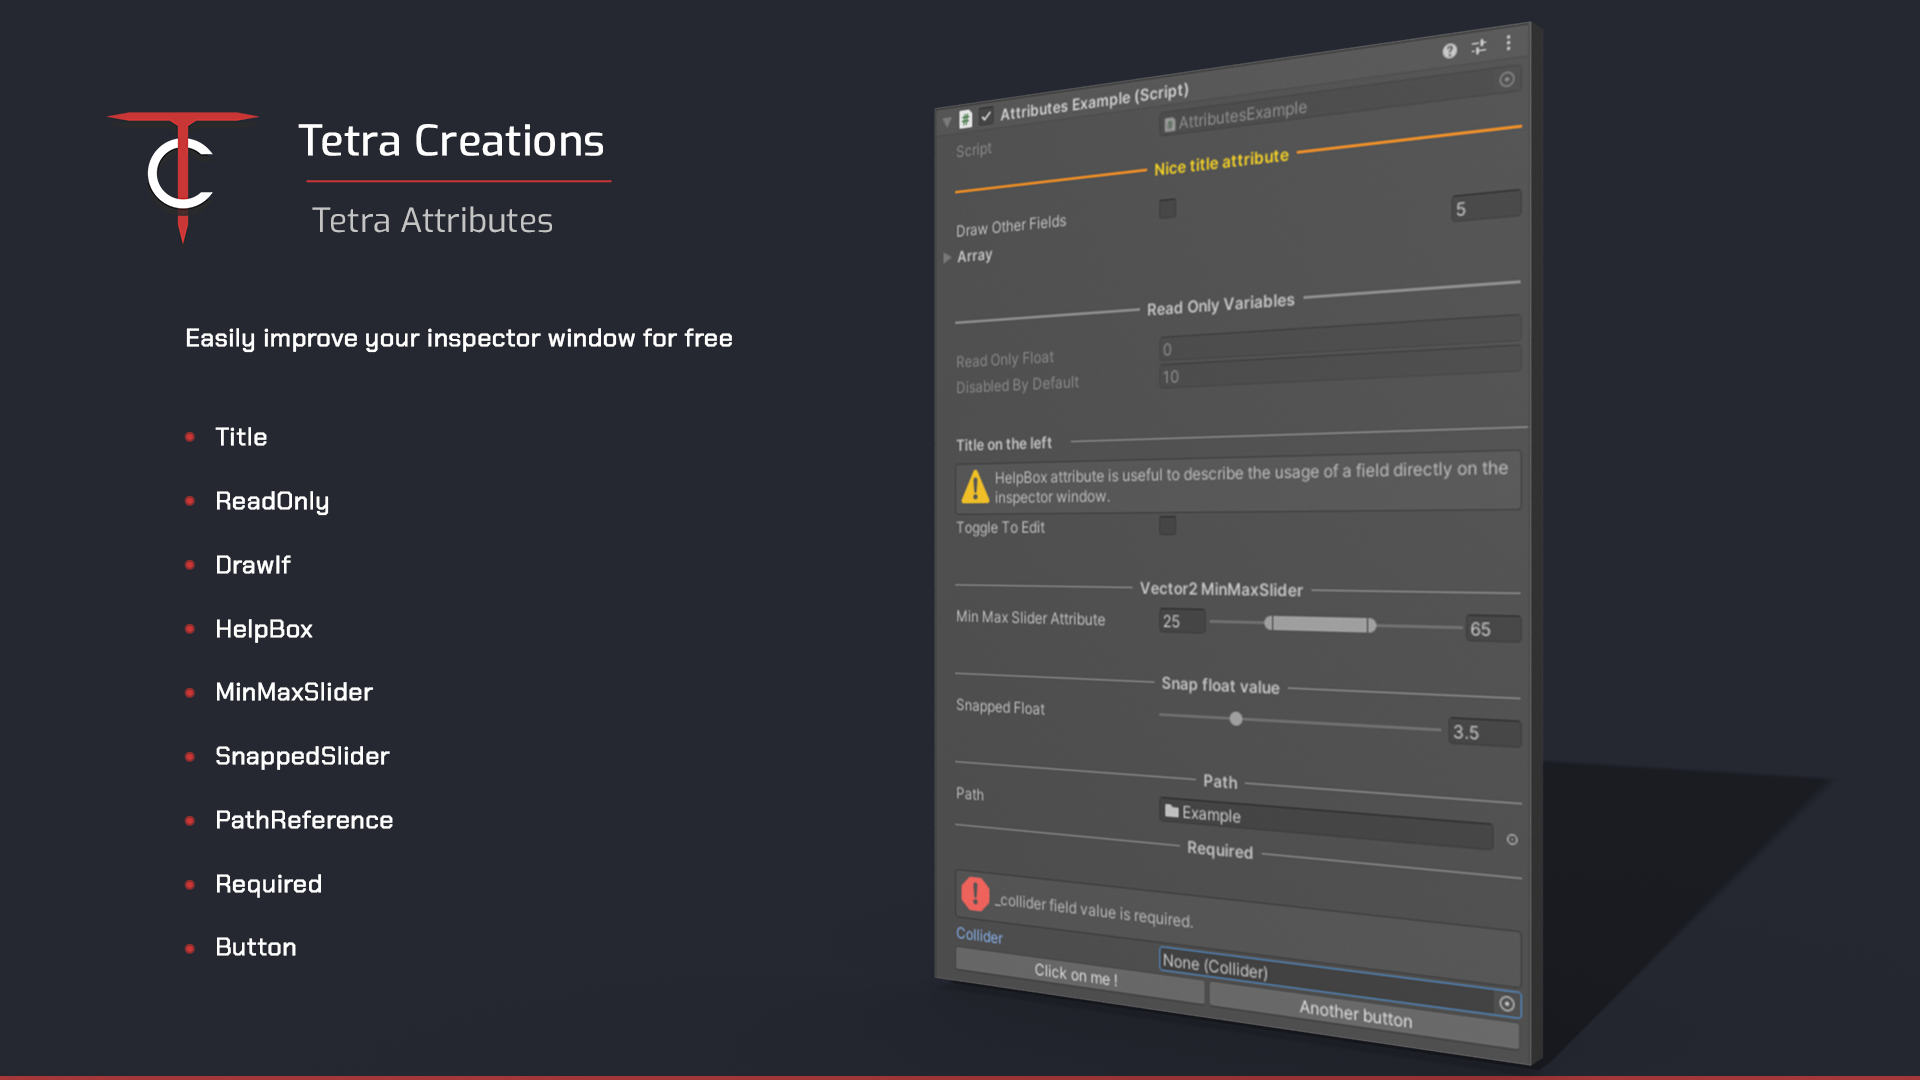 Tetra Creations
Tetra Attributes
Easily improve your inspector window for free
Title
ReadOnly
DrawIf
HelpBox
MinMaxSlider
SnappedSlider
PathReference
Required
Button
Attributes Example (Script)
Script
AttributesExample
Nice title attribute
Draw Other Fields
Array
5
Read Only Variables
Read Only Float
0
Disabled By Default
10
Title on the left
HelpBox attribute is useful to describe the usage of a field directly on the
inspector window.
Toggle To Edit
Vector2 MinMaxSlider
Min Max Slider Attribute
25
65
Snap float value
Snapped Float
3.5
Path
Path
Example
Required
_collider field value is required.
Collider
None (Collider)
Click on me !
Another button